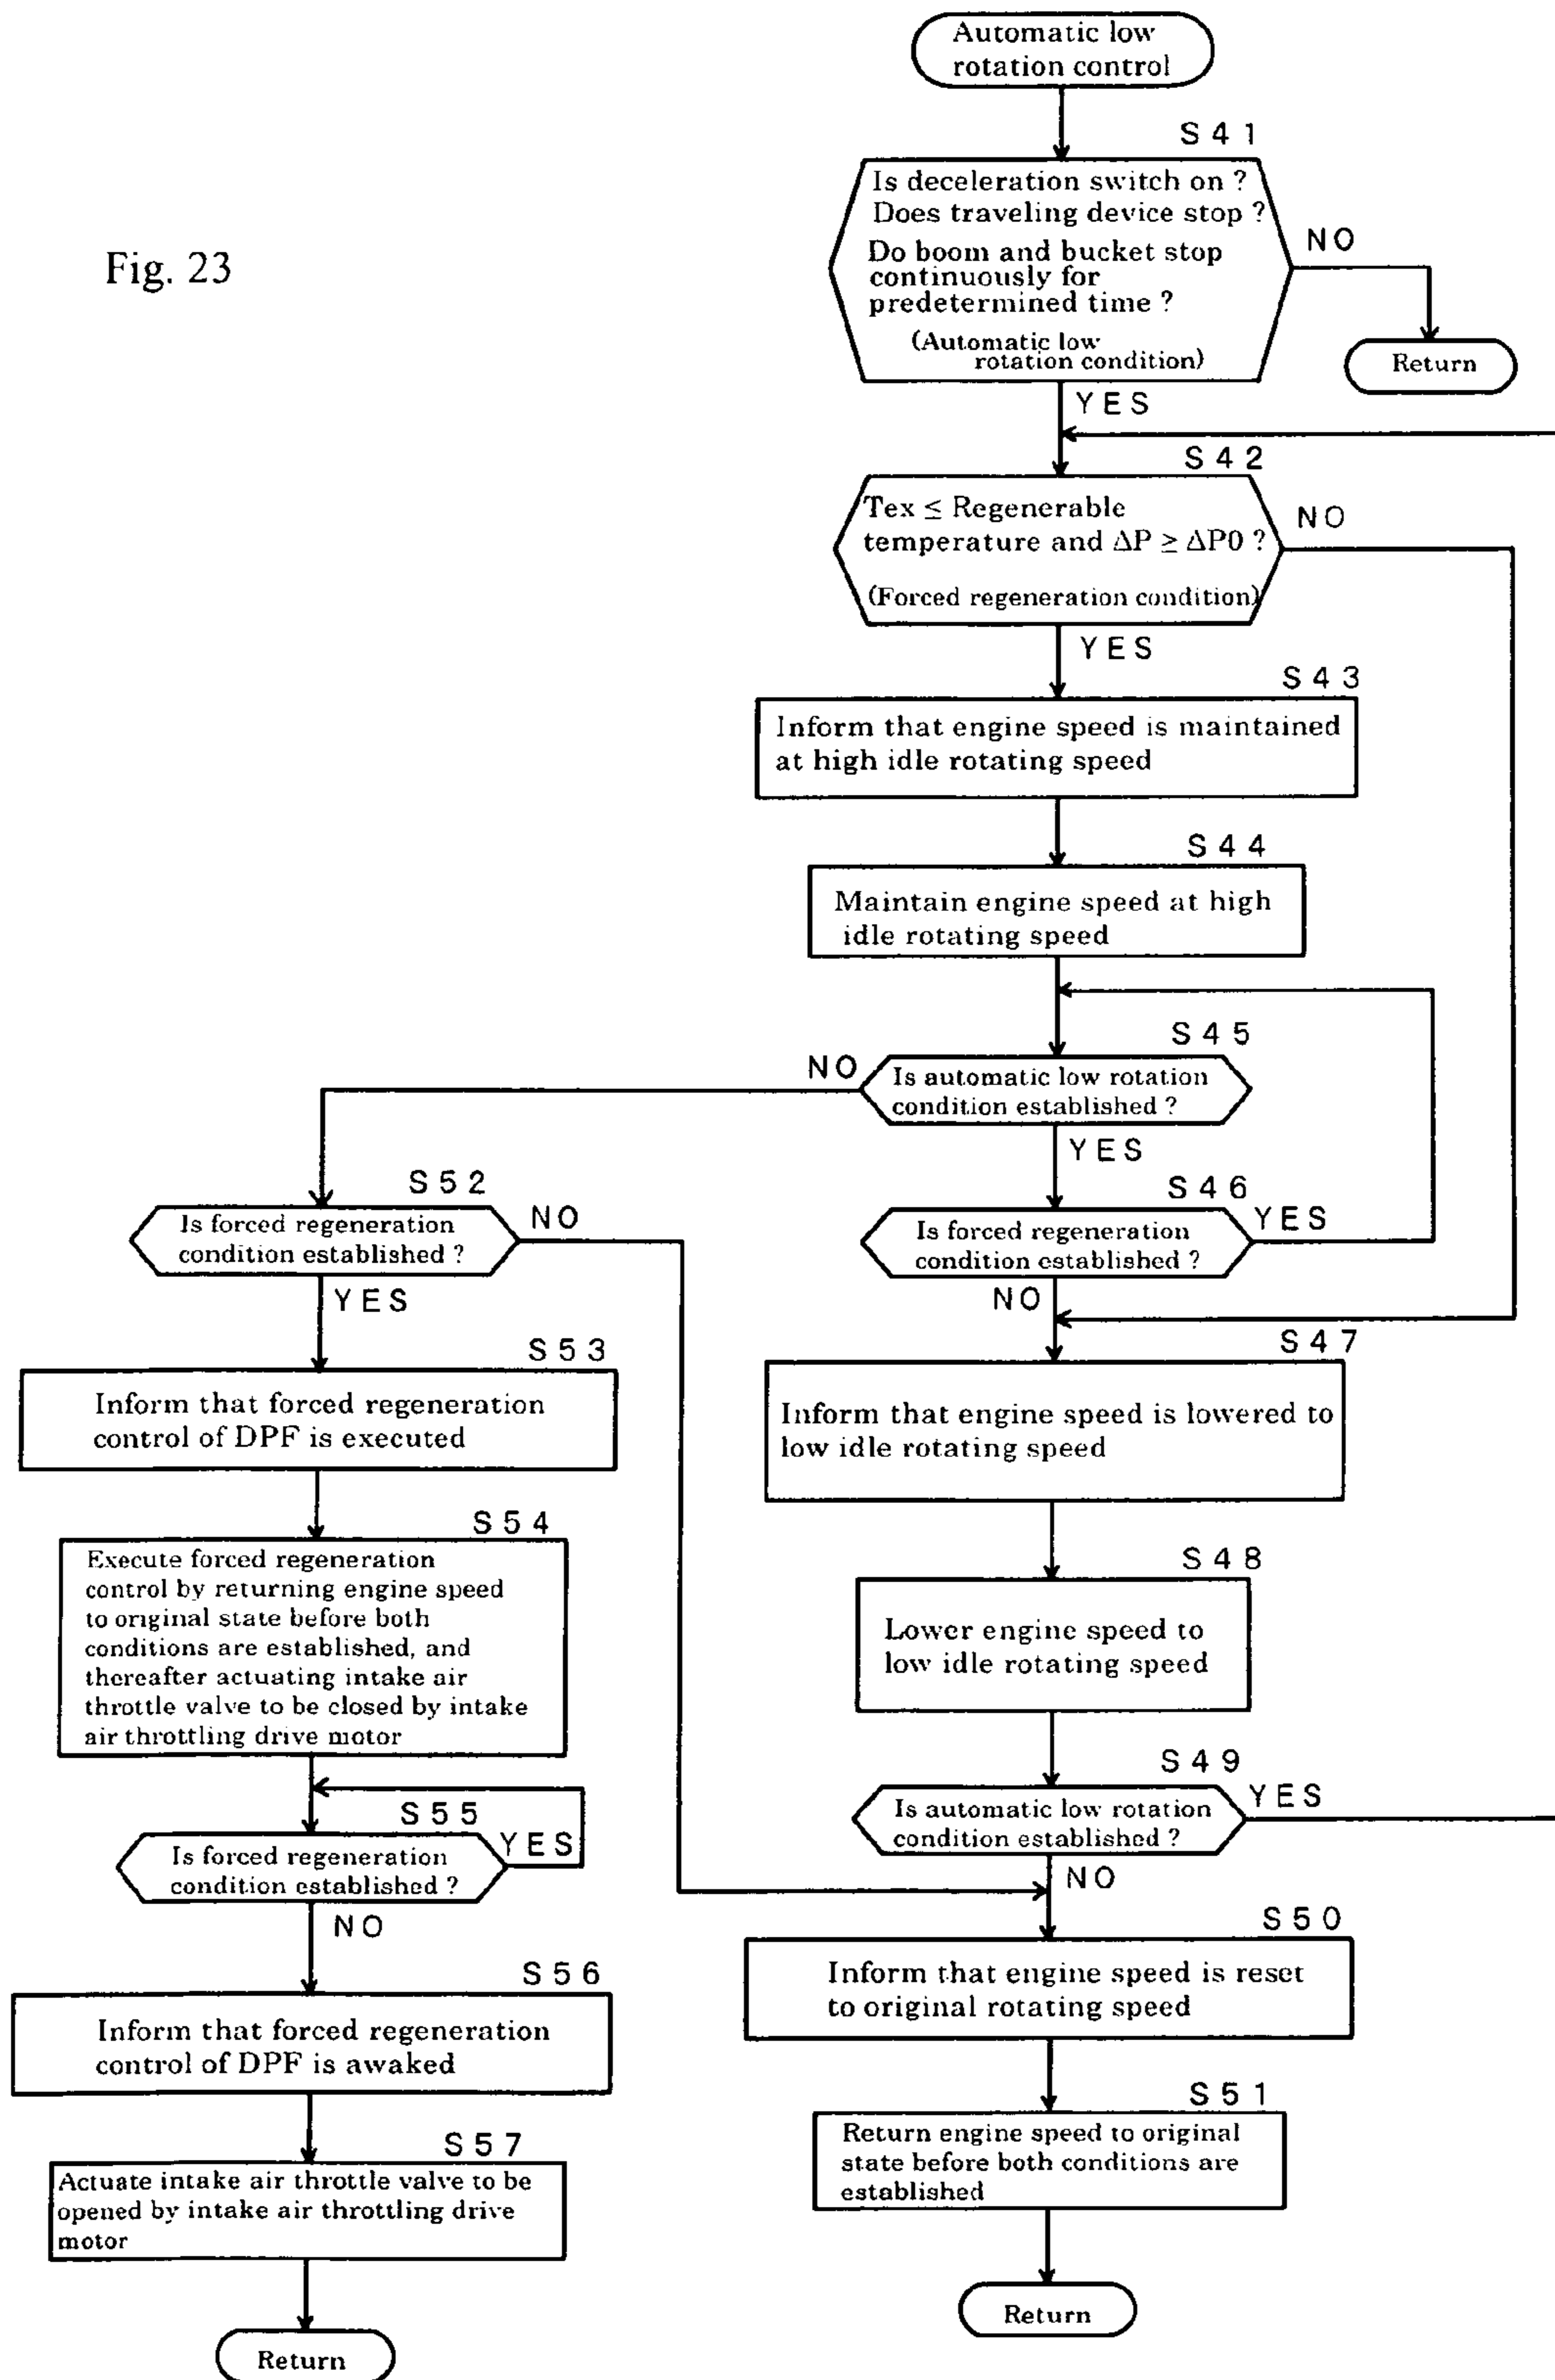 Fig. 23
Automatic low
rotation control
S41
Is deceleration switch on ?
Does traveling device stop ?
Do boom and bucket stop
continuously for
predetermined time ?
(Automatic low
rotation condition)
NO
Return
YES
S42
Tex ≤ Regenerable
temperature and ΔP ≥ ΔP0 ?
(Forced regeneration condition)
NO
YES
S43
Inform that engine speed is maintained
at high idle rotating speed
S44
Maintain engine speed at high
idle rotating speed
S45
Is automatic low rotation
condition established ?
NO
YES
S46
Is forced regeneration
condition established ?
YES
NO
S47
Inform that engine speed is lowered to
low idle rotating speed
S48
Lower engine speed to
low idle rotating speed
S49
Is automatic low rotation
condition established ?
YES
NO
S50
Inform that engine speed is reset
to original rotating speed
S51
Return engine speed to original
state before both conditions are
established
Return
S52
Is forced regeneration
condition established ?
NO
YES
S53
Inform that forced regeneration
control of DPF is executed
S54
Execute forced regeneration
control by returning engine speed
to original state before both
conditions are established, and
thereafter actuating intake air
throttle valve to be closed by intake
air throttling drive motor
S55
Is forced regeneration
condition established ?
YES
NO
S56
Inform that forced regeneration
control of DPF is awaked
S57
Actuate intake air throttle valve to be
opened by intake air throttling drive
motor
Return